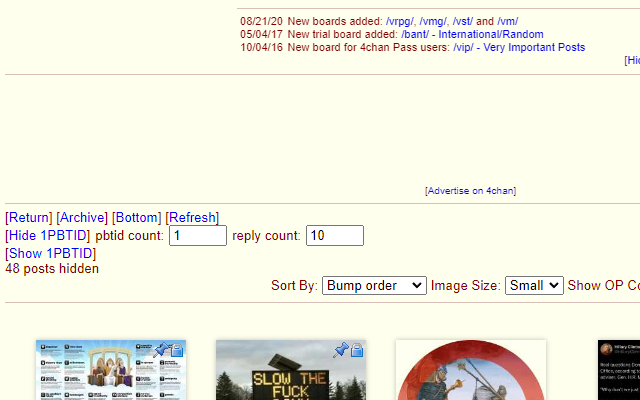 08/21/20 New boards added: /vrpg/, /vmg/, /vst/ and /vm/
05/04/17 New trial board added: /bant/ - International/Random
10/04/16 New board for 4chan Pass users: /vip/ - Very Important Posts
[Hi
[Advertise on 4chan]
[Return] [Archive] [Bottom] [Refresh]
[Hide 1PBTID] pbtid count: 1 reply count: 10
[Show 1PBTID]
48 posts hidden
Sort By: Bump order Image Size: Small Show OP Co
SLOW THE
FUCK
Hillary Clinton